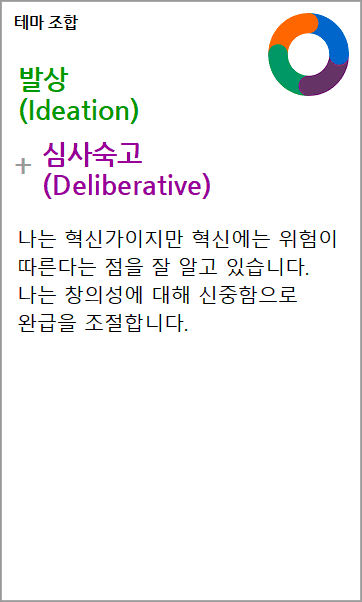 테마 조합
발상
(Ideation)
+ 심사숙고
(Deliberative)
나는 혁신가이지만 혁신에는 위험이
따른다는 점을 잘 알고 있습니다.
나는 창의성에 대해 신중함으로
완급을 조절합니다.